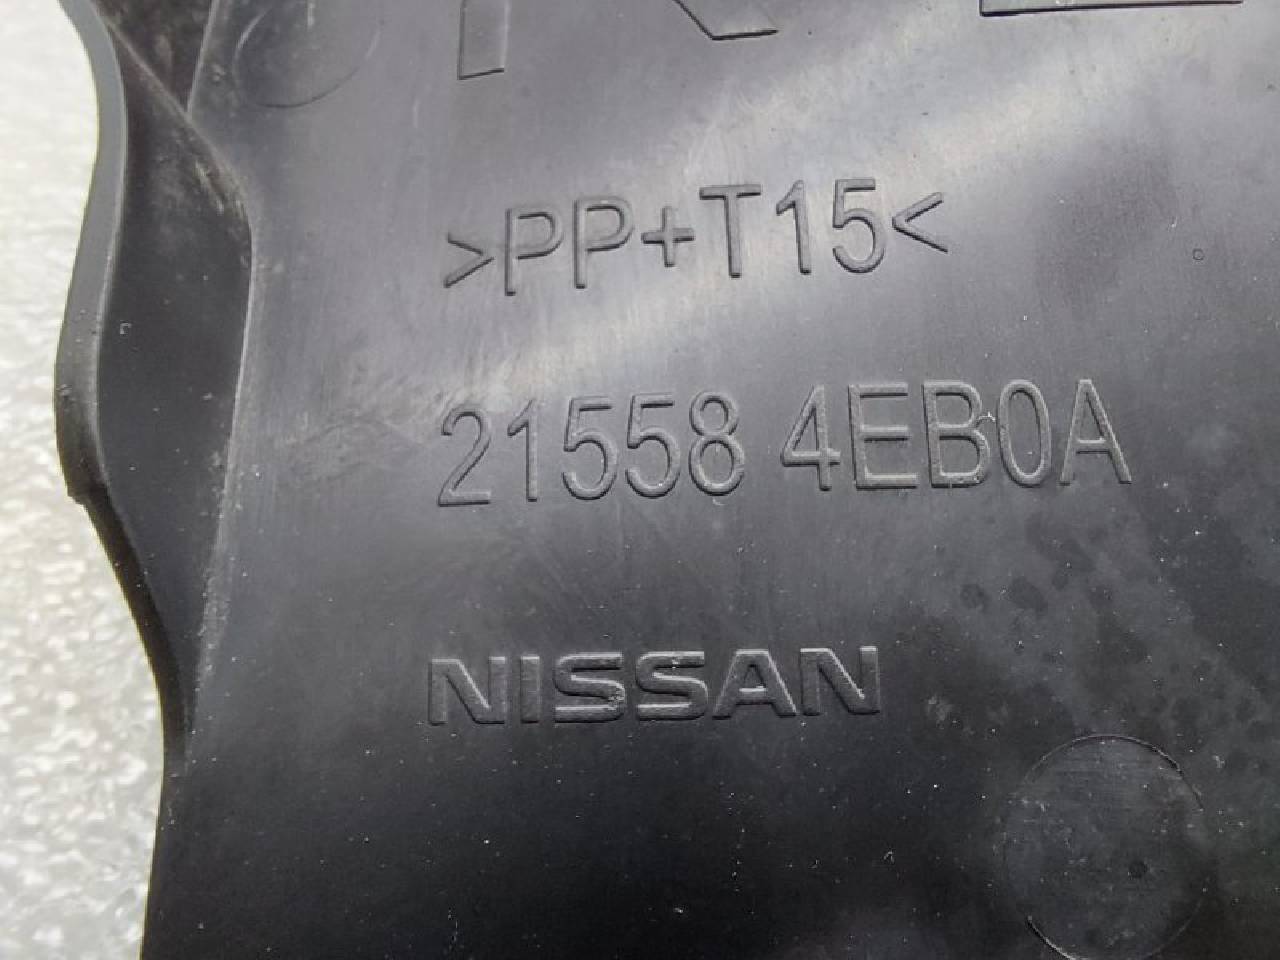 >PP+T15<
21558 4EB0A
NISSAN